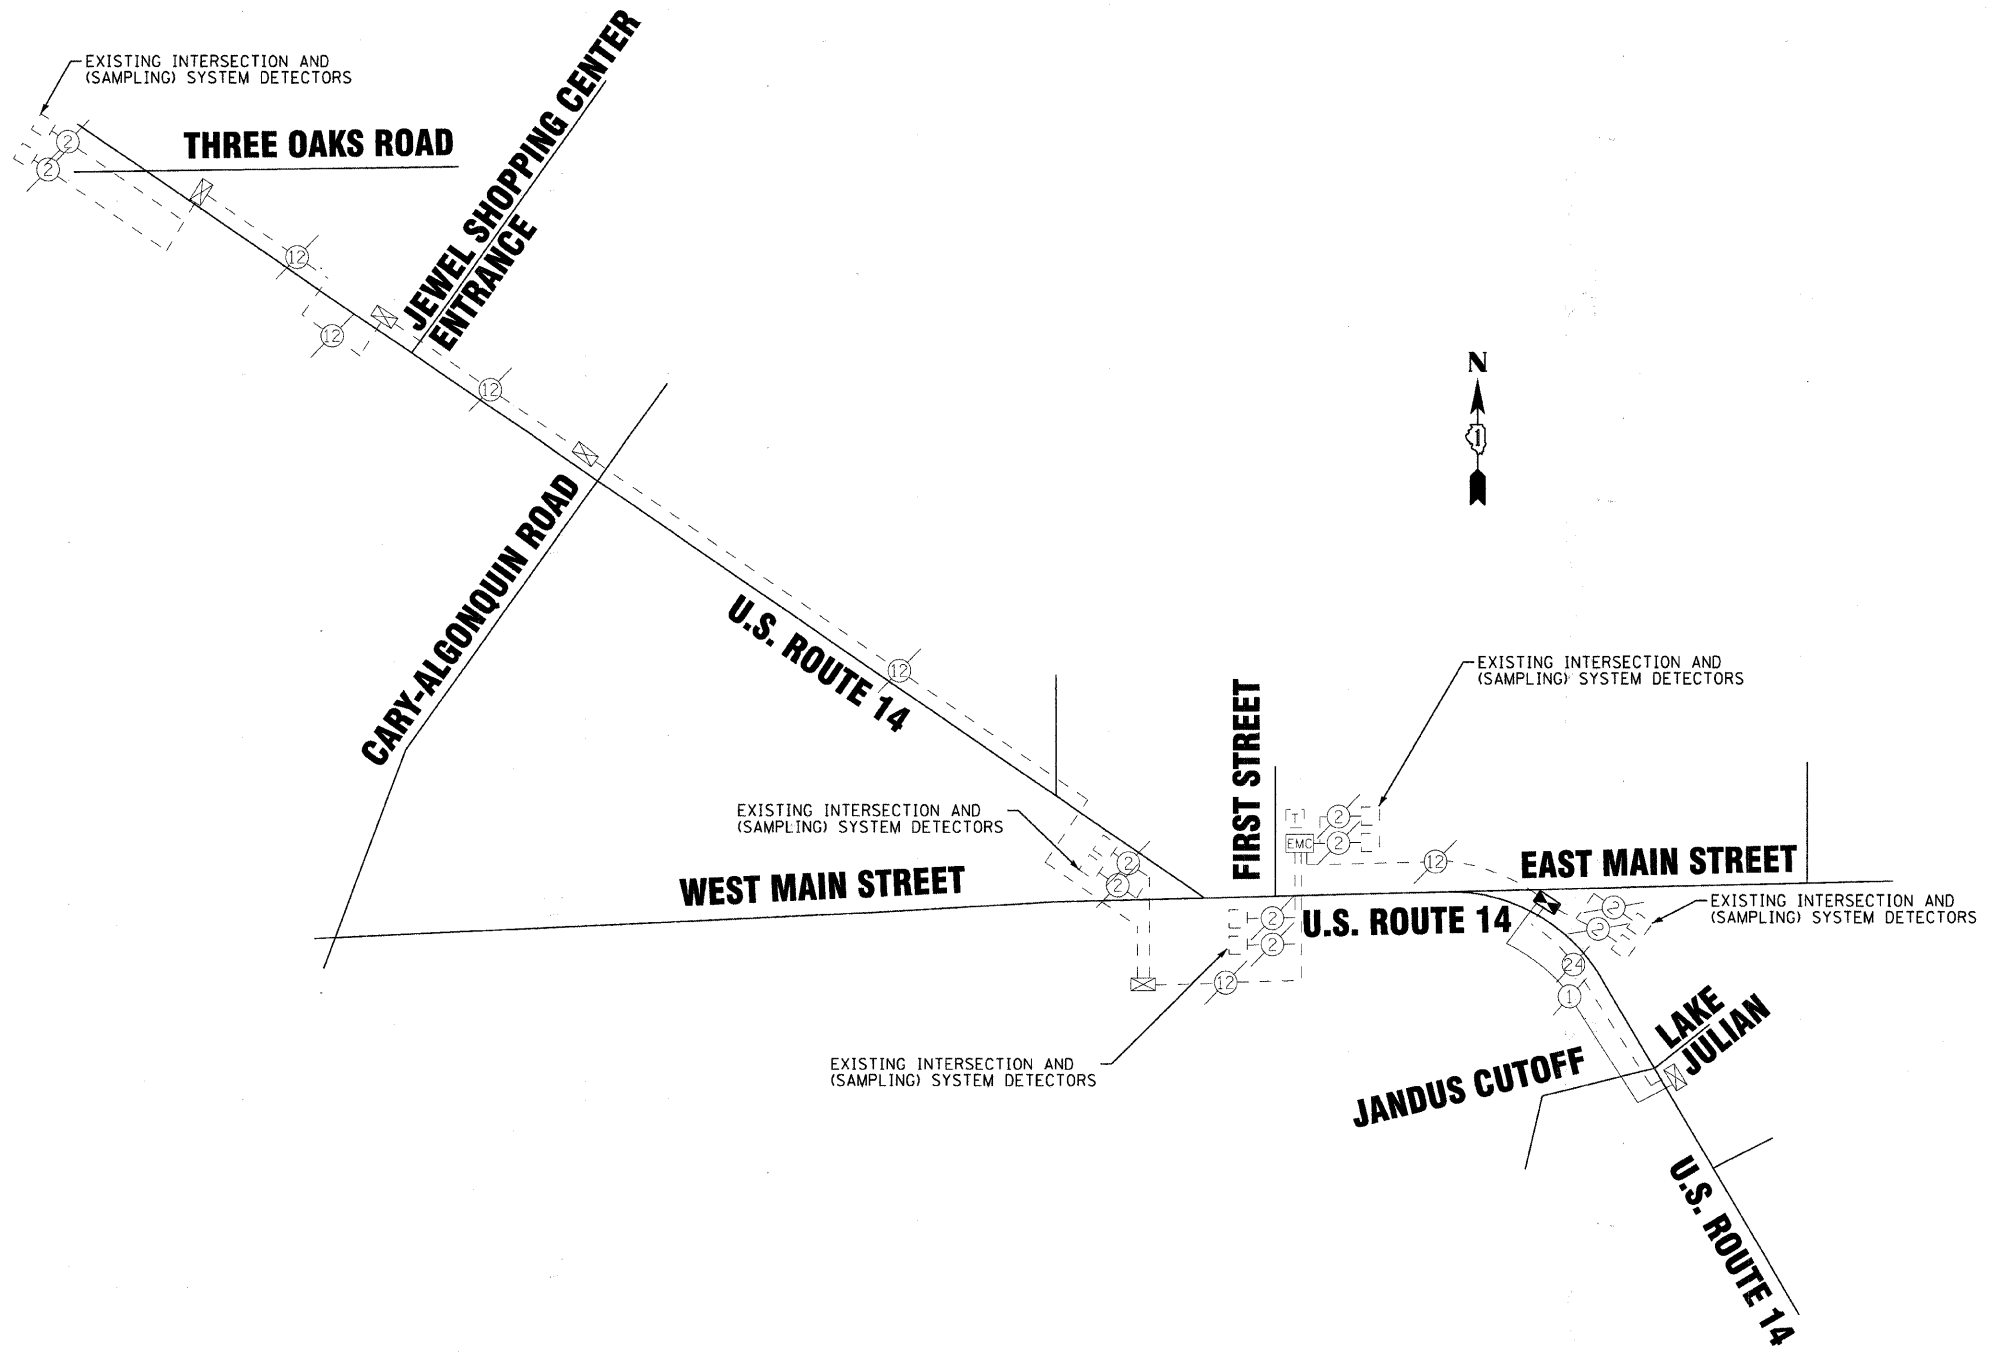 EXISTING INTERSECTION AND
(SAMPLING) SYSTEM DETECTORS
THREE OAKS ROAD
2
2
JEWEL SHOPPING CENTER
ENTRANCE
12
12
12
N
1
CARY-ALGONQUIN ROAD
U.S. ROUTE 14
12
EXISTING INTERSECTION AND
(SAMPLING) SYSTEM DETECTORS
FIRST STREET
EXISTING INTERSECTION AND
(SAMPLING) SYSTEM DETECTORS
T
2
EMC
2
12
EAST MAIN STREET
2
2
WEST MAIN STREET
EXISTING INTERSECTION AND
(SAMPLING) SYSTEM DETECTORS
2
2
U.S. ROUTE 14
2
2
12
24
1
LAKE
JULIAN
EXISTING INTERSECTION AND
(SAMPLING) SYSTEM DETECTORS
JANDUS CUTOFF
U.S. ROUTE 14